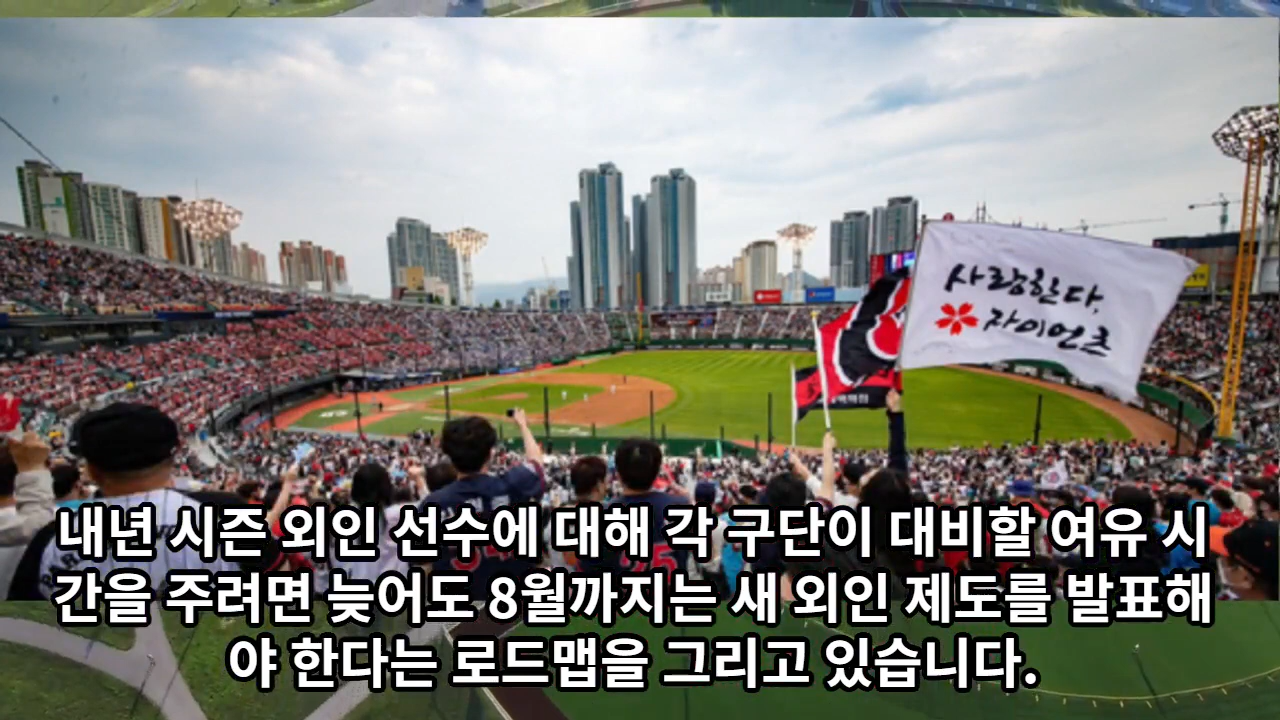 사랑한다,
자이언츠
내년 시즌 외인 선수에 대해 각 구단이 대비할 여유 시
간을 주려면 늦어도 8월까지는 새 외인 제도를 발표해
야 한다는 로드맵을 그리고 있습니다.